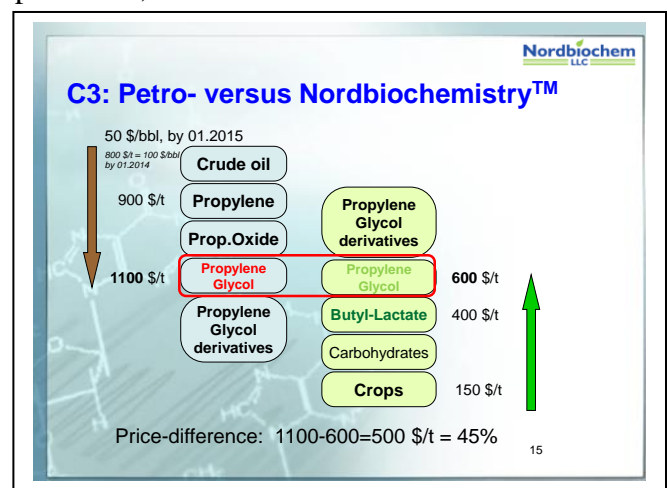 Nordbiochem
LLC
C3: Petro- versus Nordbiochemistry™
50 $/bbl, by 01.2015
800 $/t = 100 $/bbl
by 01.2014
Crude oil
900 $/t
Propylene
Prop.Oxide
1100 $/t
Propylene
Glycol
Propylene
Glycol
derivatives
Propylene
Glycol
derivatives
Propylene
Glycol
600 $/t
Butyl-Lactate
400 $/t
Carbohydrates
Crops
150 $/t
Price-difference: 1100-600=500 $/t = 45%
15